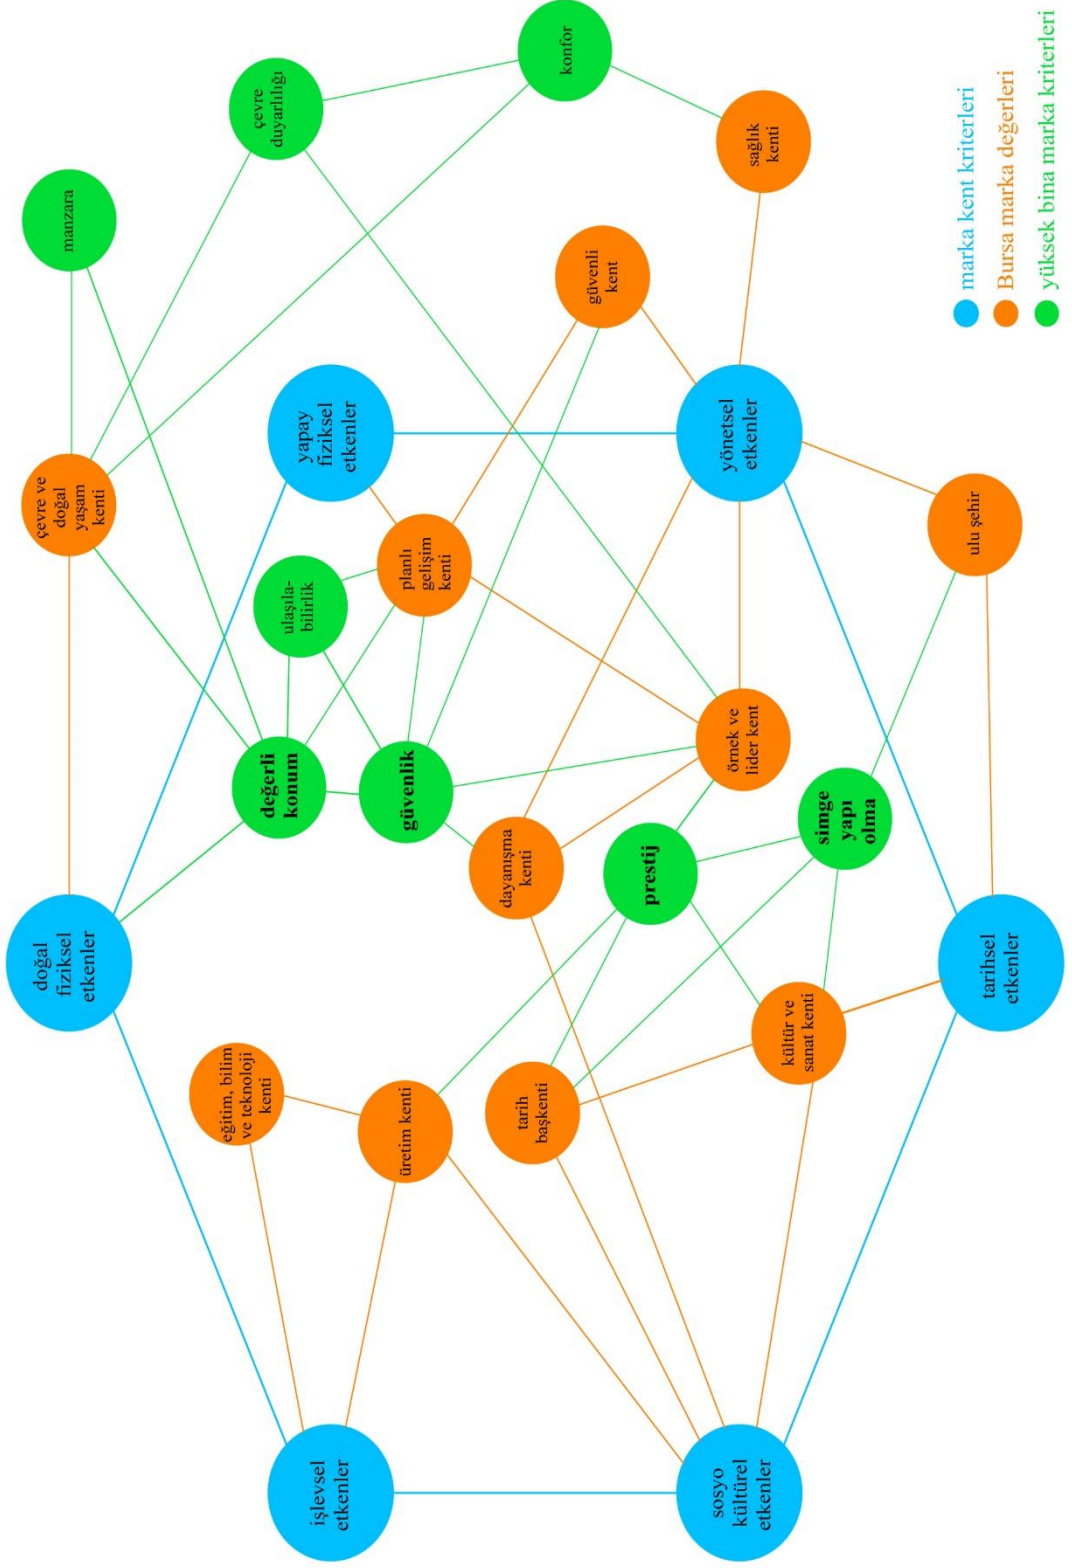 doğal
fiziksel
etkenler
çevre ve
doğal
yaşam
kenti
manzara
eğitim, bilim
ve teknoloji
kenti
değerli
konum
ulaşıla-
bilirlik
çevre
duyarlılığı
işlevsel
etkenler
yapay
fiziksel
etkenler
üretim kenti
güvenlik
planlı
gelişim
kenti
tarih
başkenti
dayanışma
kenti
konfor
güvenli
kent
prestij
sosyo
kültürel
etkenler
örnek ve
lider kent
yönetsel
etkenler
sağlık
kenti
kültür ve
sanat kenti
simge
yapı
olma
tarihsel
etkenler
ulu şehir
marka kent kriterleri
Bursa marka değerleri
yüksek bina marka kriterleri